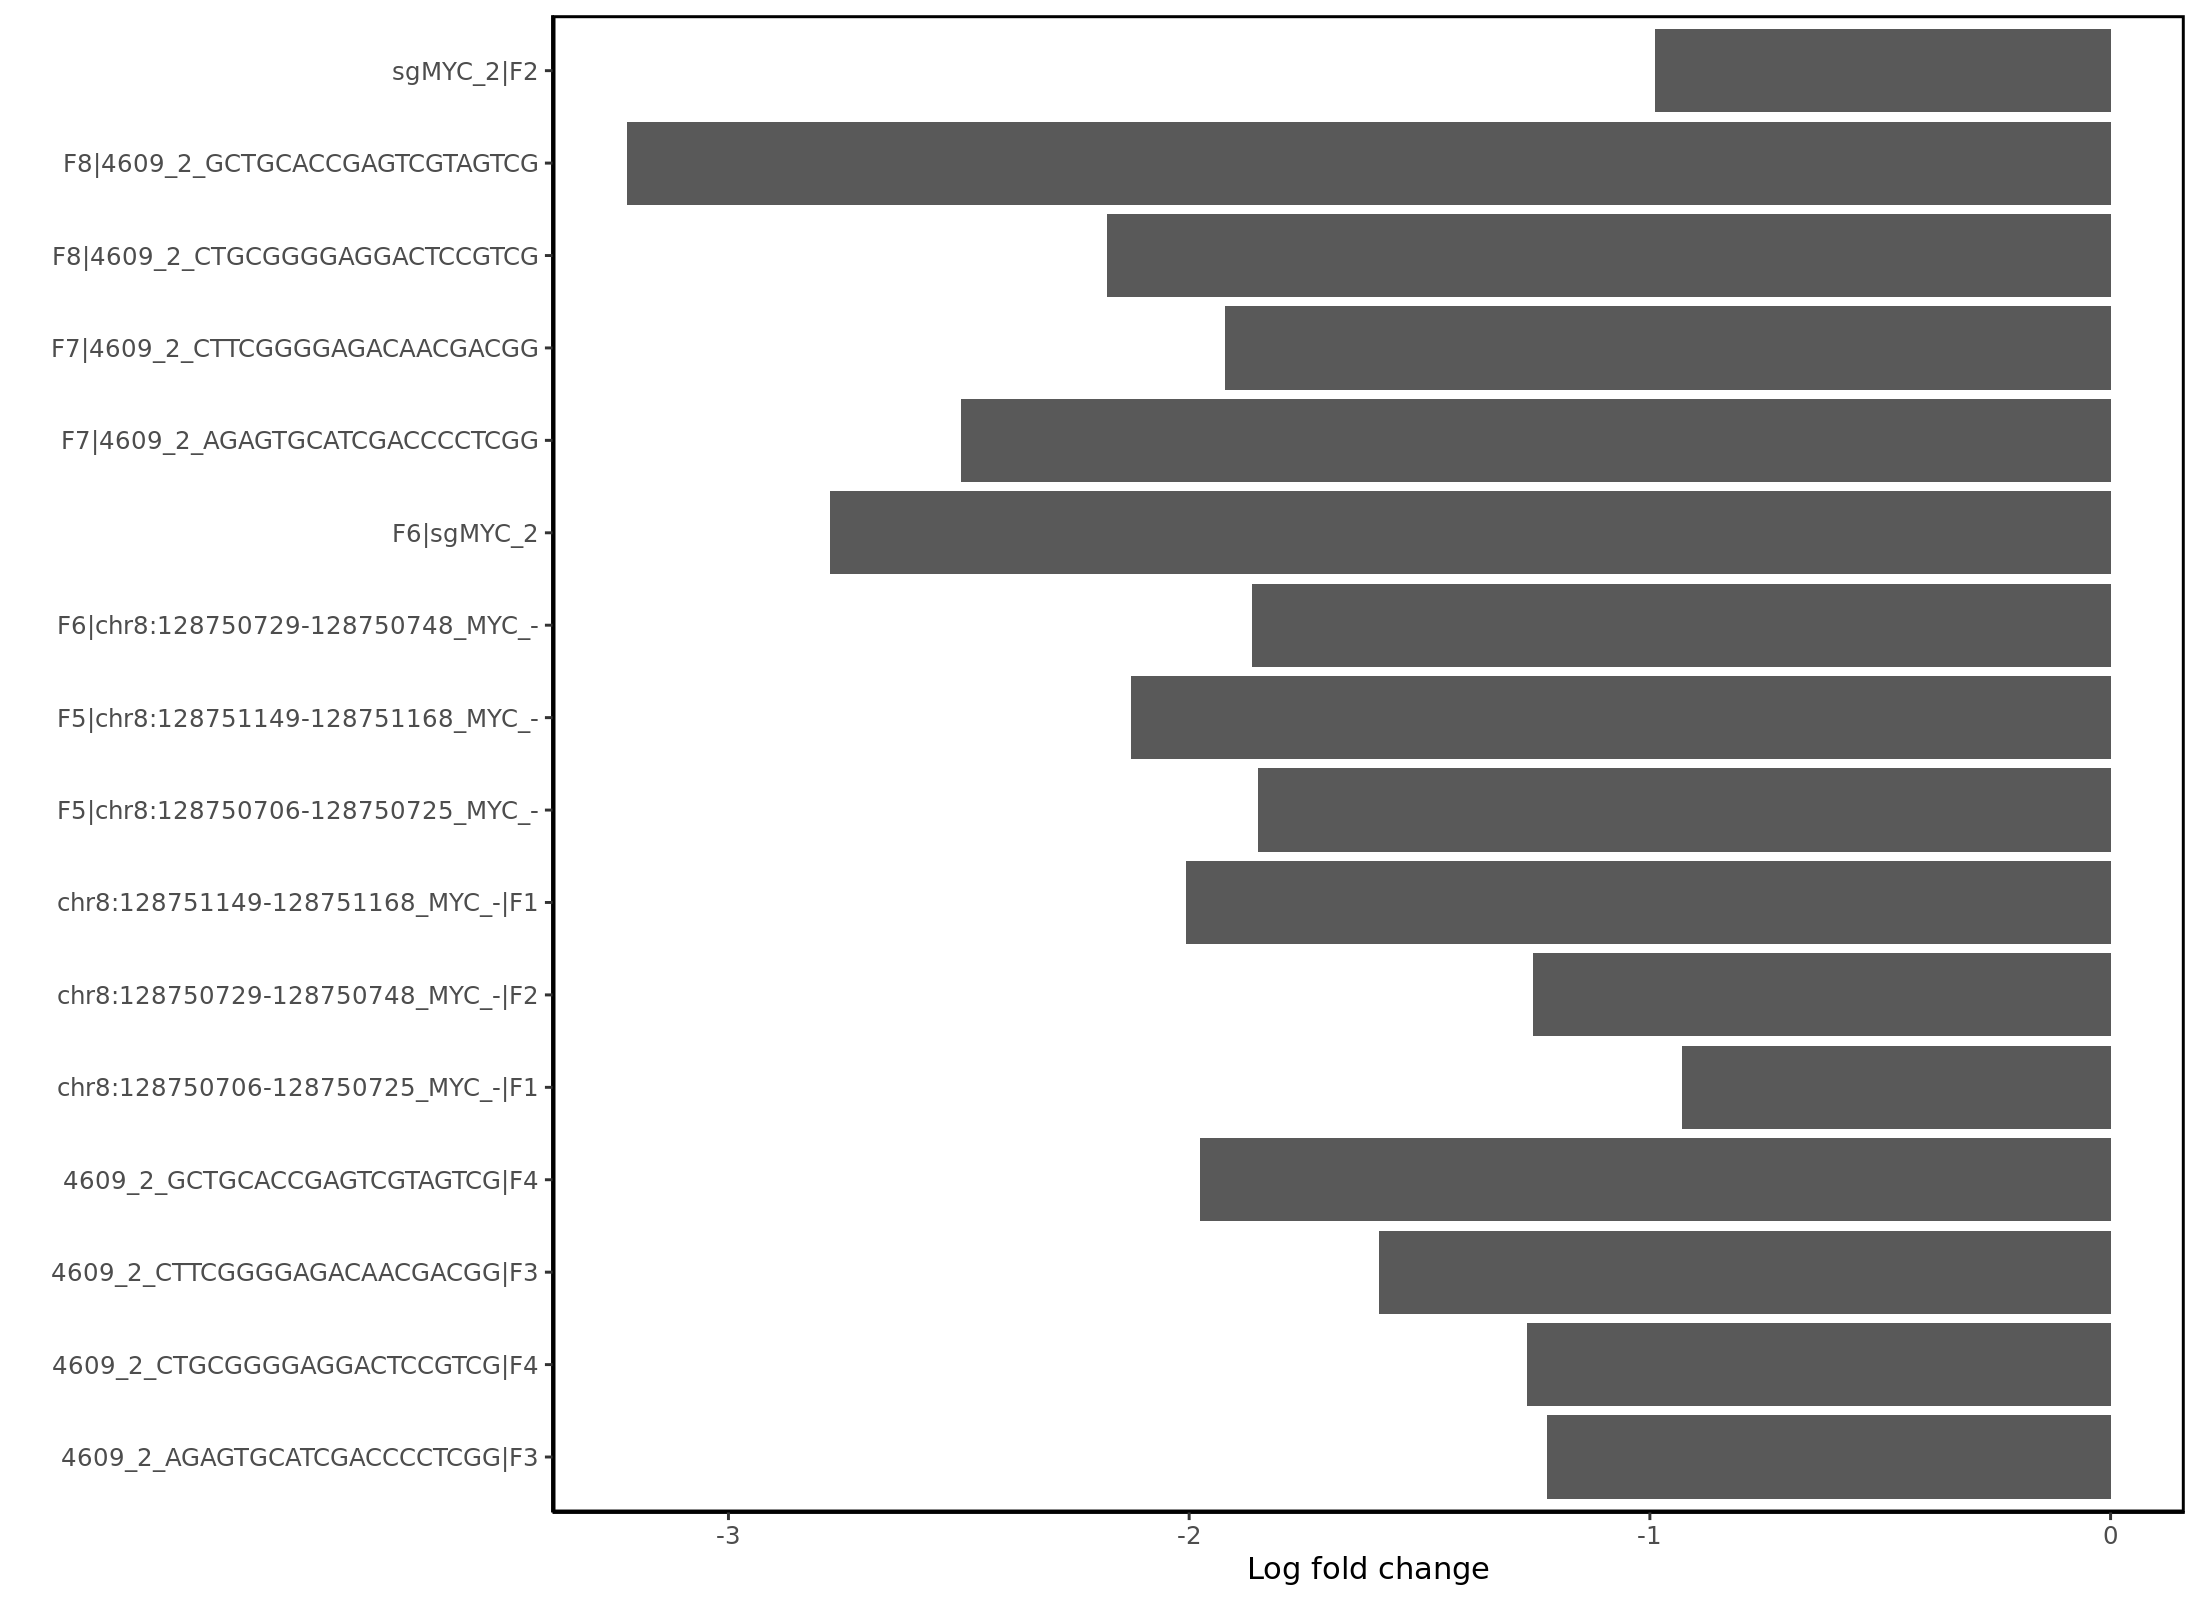 sgMYC_2|F2
F8|4609_2_GCTGCACCGAGTCGTAGTCG
F8|4609_2_CTGCGGGGAGGACTCCGTCG
F7|4609_2_CTTCGGGGAGACAACGACGG
F7|4609_2_AGAGTGCATCGACCCCTCGG
F6|sgMYC_2
F6|chr8:128750729-128750748_MYC_-
F5|chr8:128751149-128751168_MYC_-
F5|chr8:128750706-128750725_MYC_-
chr8:128751149-128751168_MYC_-|F1
chr8:128750729-128750748_MYC_-|F2
chr8:128750706-128750725_MYC_-|F1
4609_2_GCTGCACCGAGTCGTAGTCG|F4
4609_2_CTTCGGGGAGACAACGACGG|F3
4609_2_CTGCGGGGAGGACTCCGTCG|F4
4609_2_AGAGTGCATCGACCCCTCGG|F3
-3 -2 -1 0
Log fold change